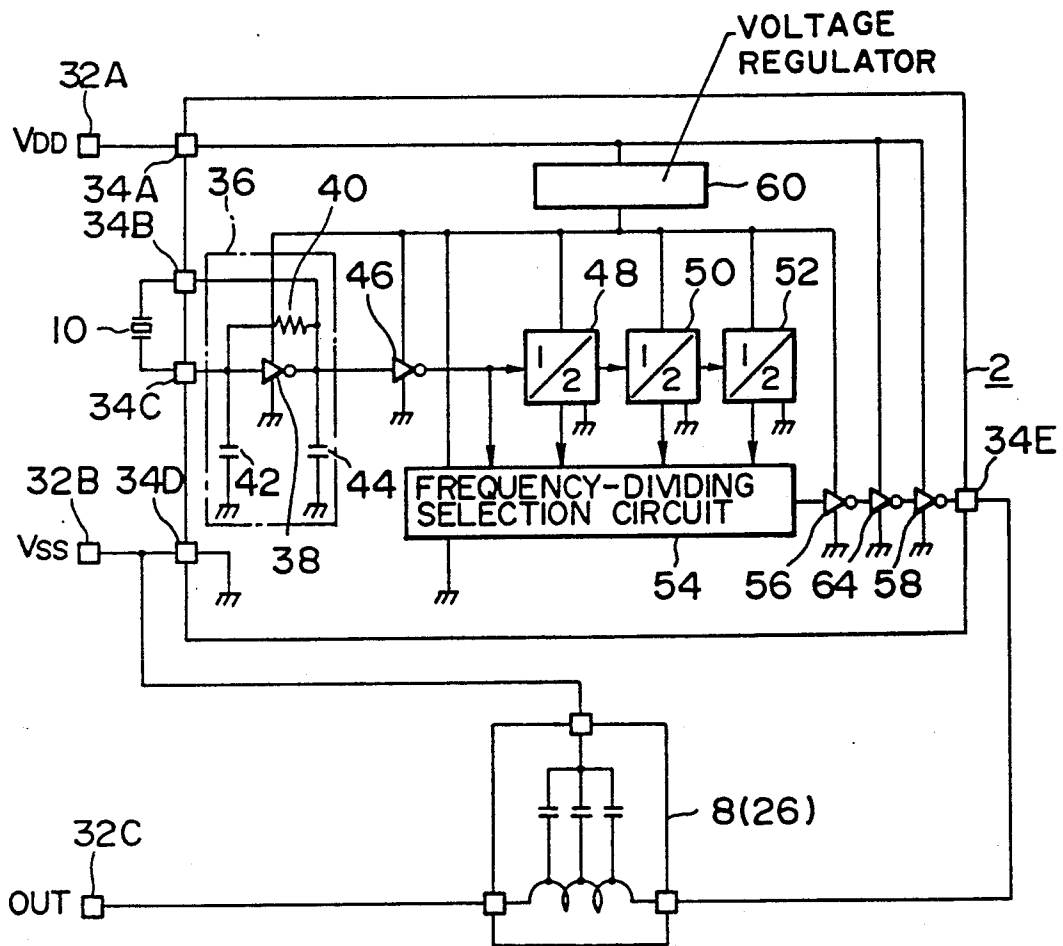 VOLTAGE
REGULATOR
32A
VDD
34A
36
40
60
34B
46
48
50
52
10
1/2
1/2
1/2
2
34C
34E
42
44
FREQUENCY-DIVIDING
SELECTION CIRCUIT
32B
34D
VSS
38
54
56
64
58
8(26)
32C
OUT